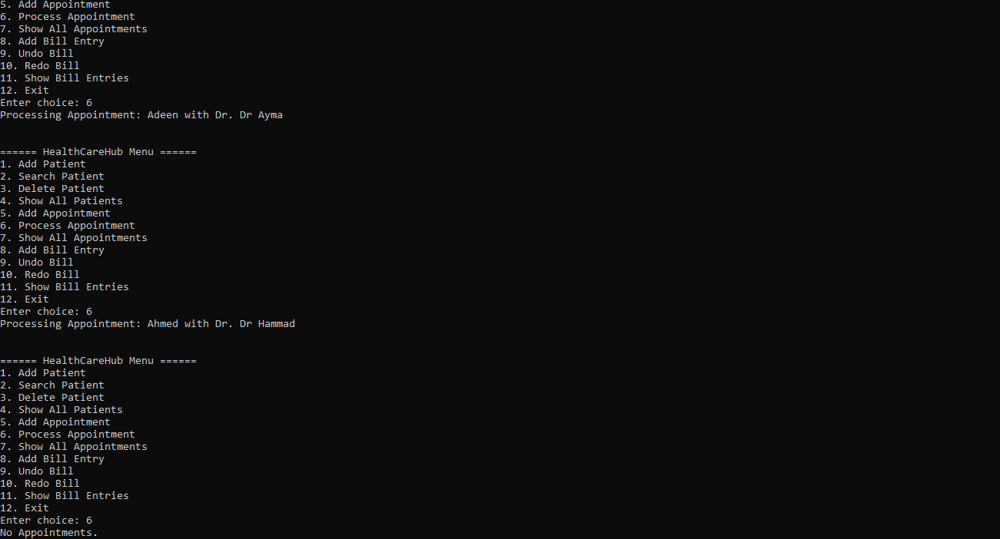 5. Add Appointment
6. Process Appointment
7. Show All Appointments
8. Add Bill Entry
9. Undo Bill
10. Redo Bill
11. Show Bill Entries
12. Exit
Enter choice: 6
Processing Appointment: Adeen with Dr. Dr Ayma
====== HealthCareHub Menu ======
1. Add Patient
2. Search Patient
3. Delete Patient
4. Show All Patients
5. Add Appointment
6. Process Appointment
7. Show All Appointments
8. Add Bill Entry
9. Undo Bill
10. Redo Bill
11. Show Bill Entries
12. Exit
Enter choice: 6
Processing Appointment: Ahmed with Dr. Dr Hammad
====== HealthCareHub Menu ======
1. Add Patient
2. Search Patient
3. Delete Patient
4. Show All Patients
5. Add Appointment
6. Process Appointment
7. Show All Appointments
8. Add Bill Entry
9. Undo Bill
10. Redo Bill
11. Show Bill Entries
12. Exit
Enter choice: 6
No Appointments.